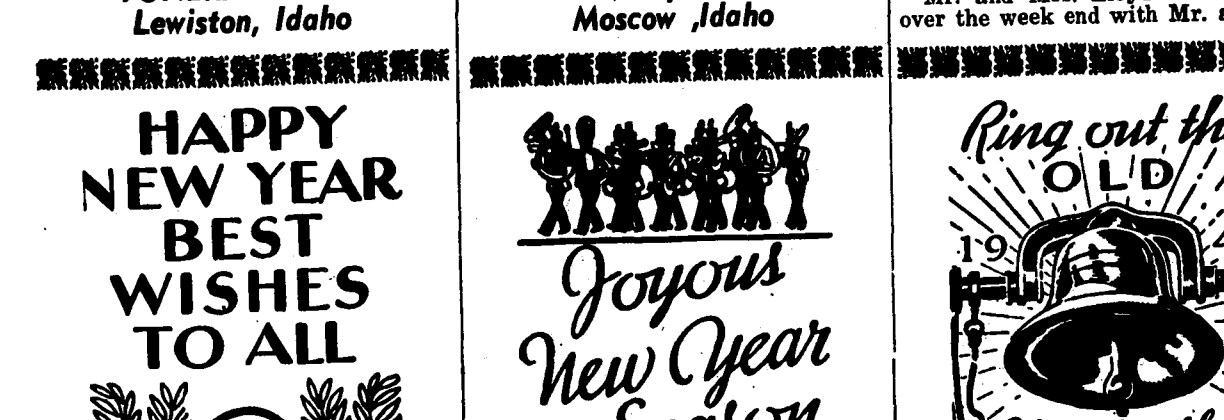 Lewiston, Idaho
HAPPY
NEW YEAR
BEST
WISHES
TO ALL
Moscow ,Idaho
Joyous
New Year
Season
over the week end with Mr.
Ring out
OLD
19